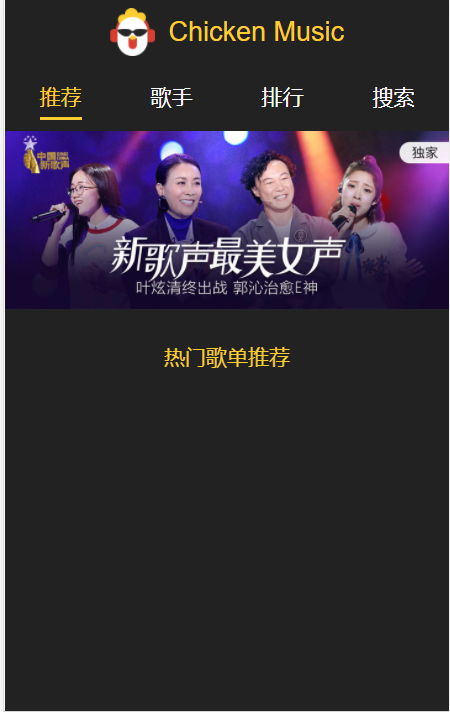 Chicken Music
推荐 歌手 排行 搜索
中国
新歌声
独家
新歌声最美女声
叶炫清终出战 郭沁治愈E神
热门歌单推荐